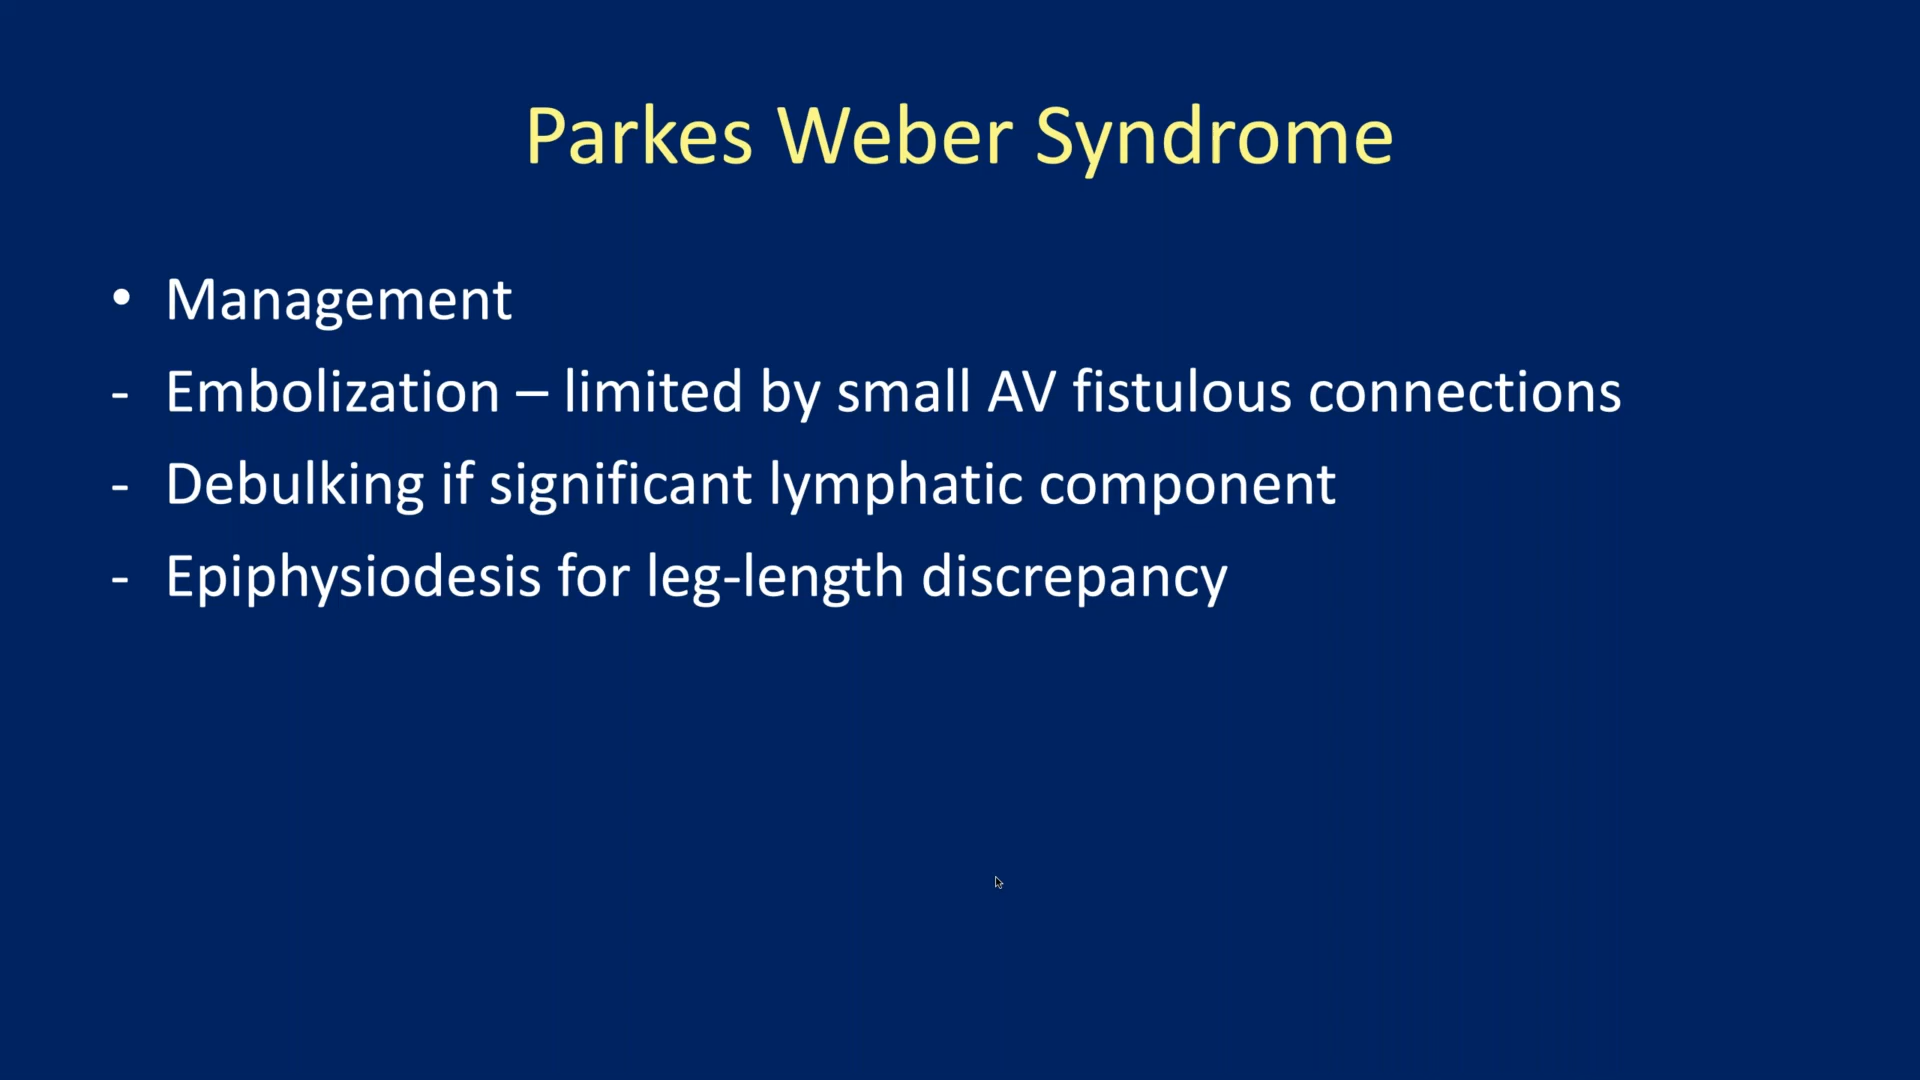 Parkes Weber Syndrome
• Management
- Embolization – limited by small AV fistulous connections
- Debulking if significant lymphatic component
- Epiphysiodesis for leg-length discrepancy